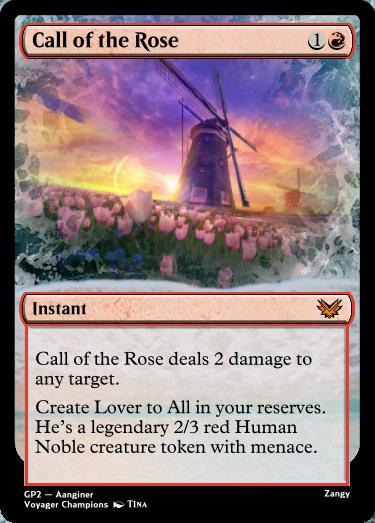 Call of the Rose 1
Instant
Call of the Rose deals 2 damage to
any target.
Create Lover to All in your reserves.
He's a legendary 2/3 red Human
Noble creature token with menace.
GP2 — Aanginer
Zangy
Voyager Champions TINA